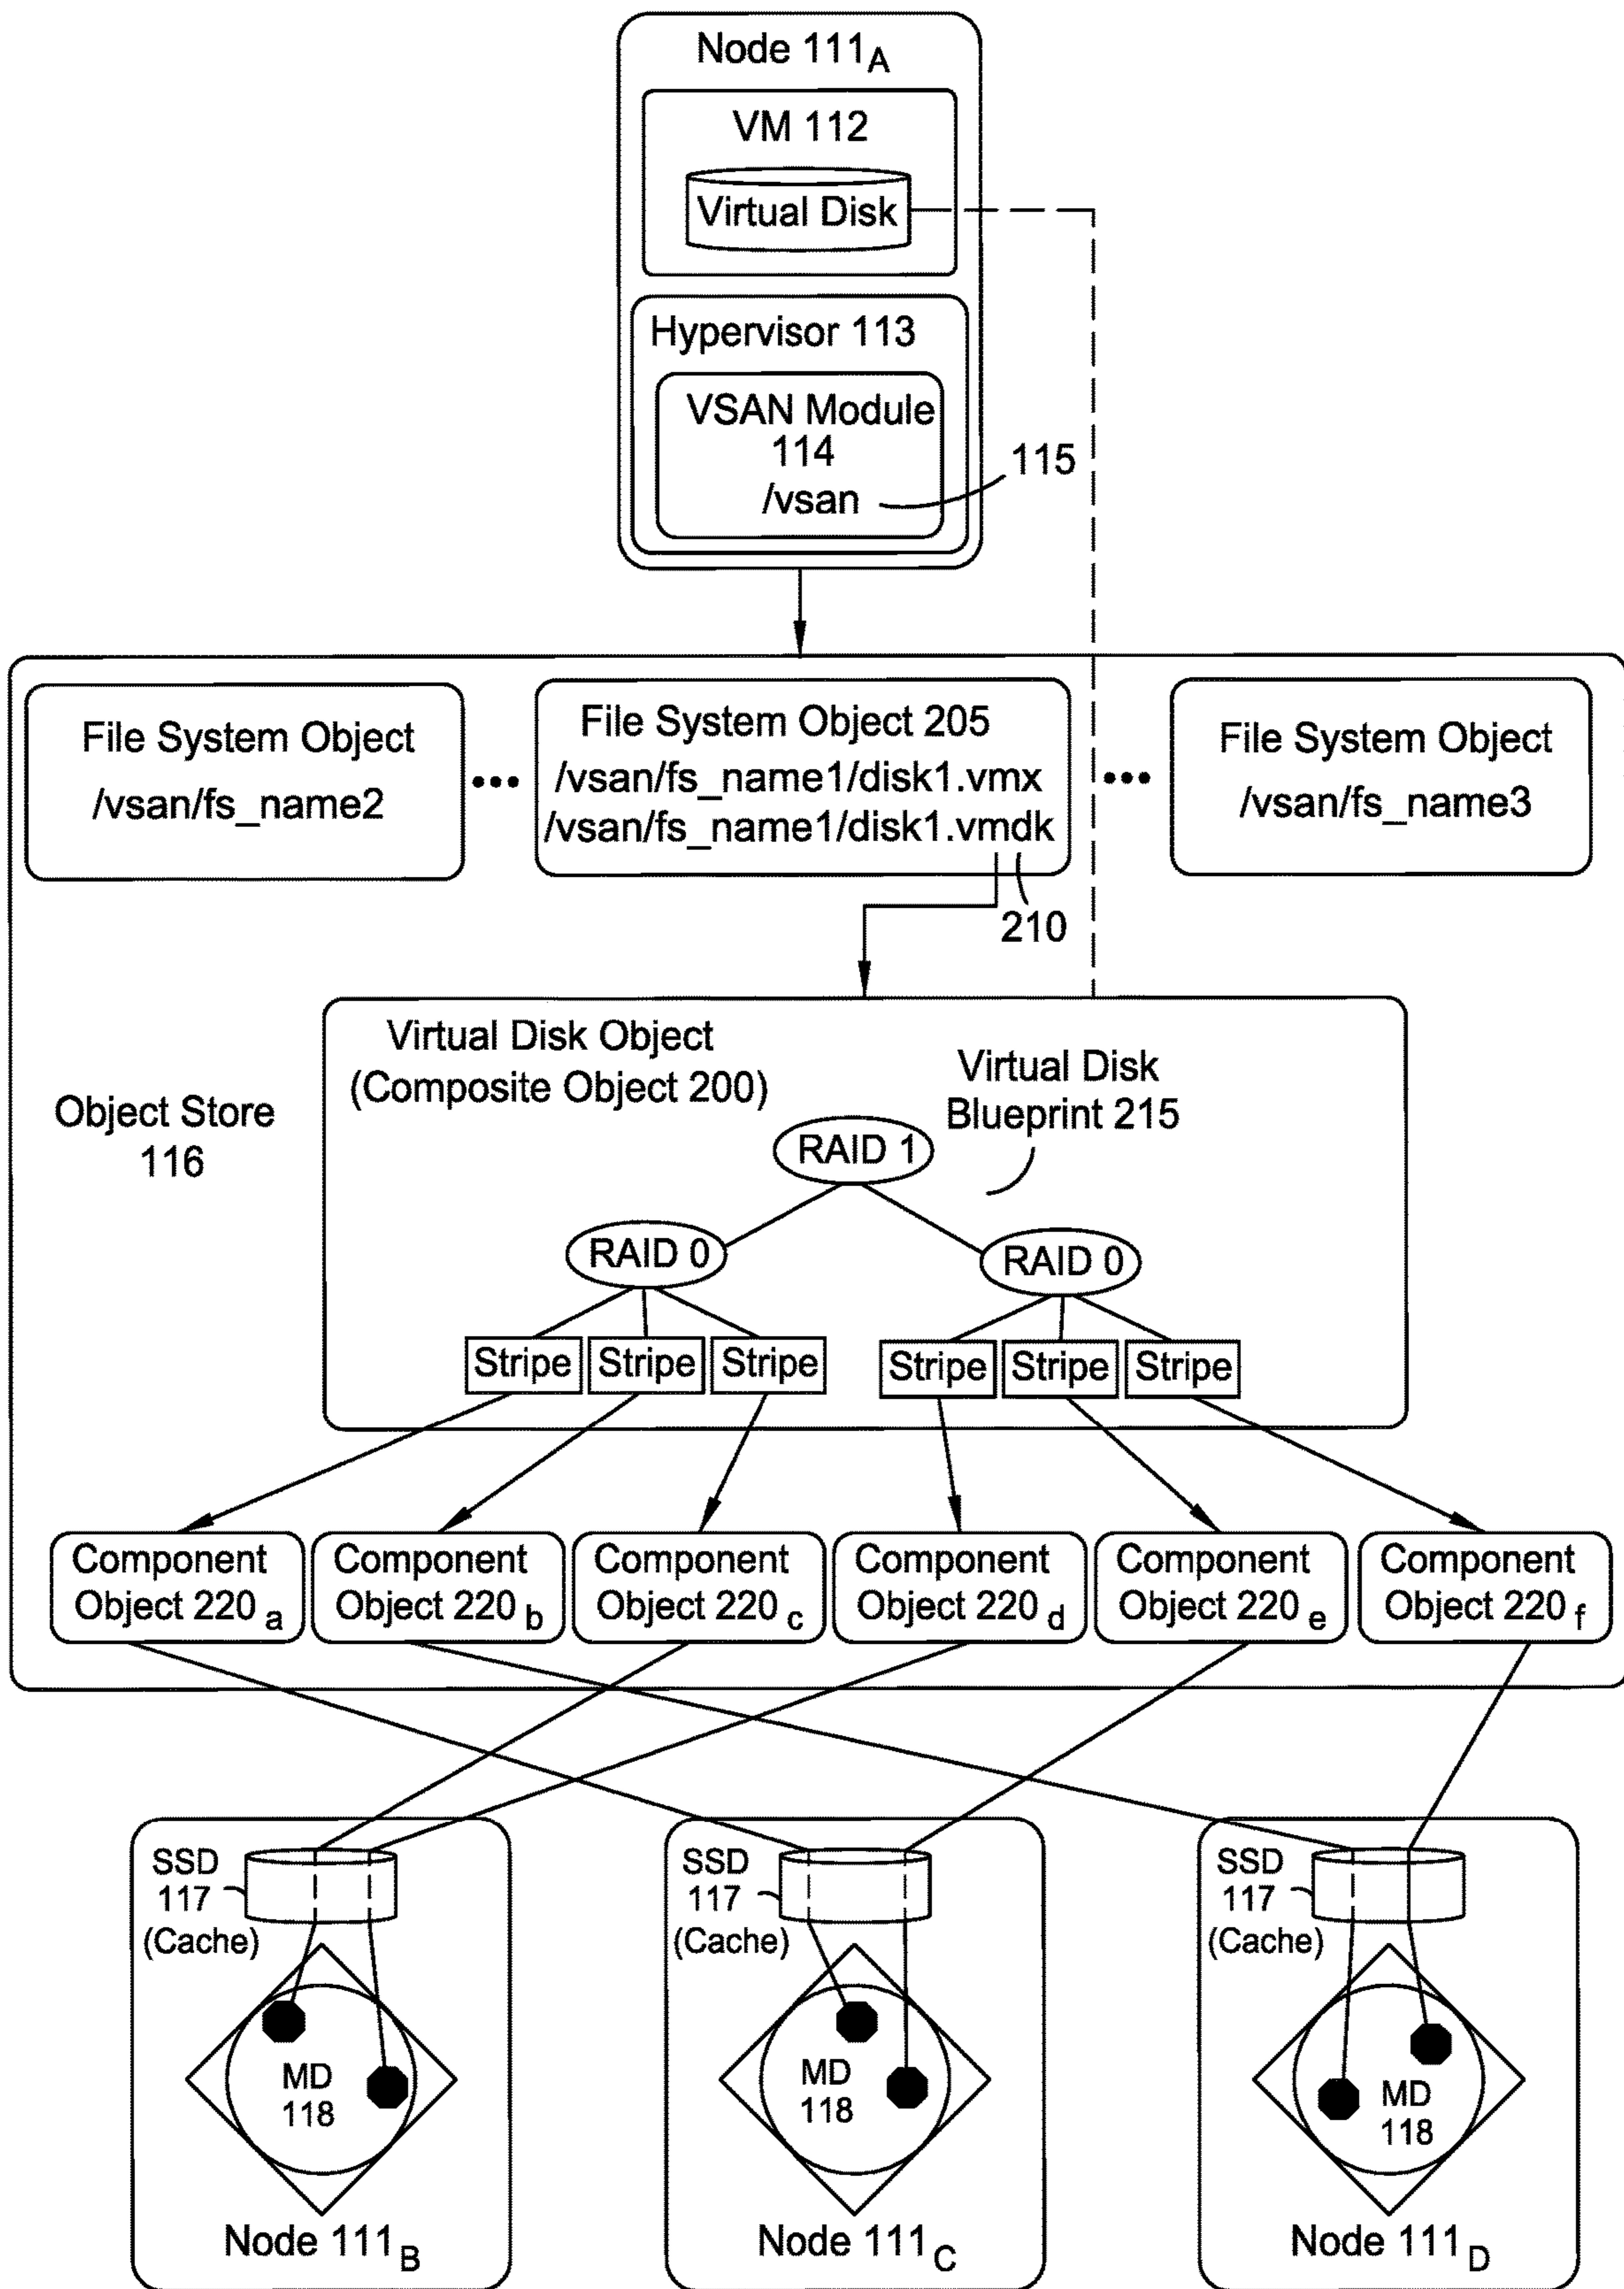 Node 111A
VM 112
Virtual Disk
Hypervisor 113
VSAN Module
114
/vsan
115
File System Object
/vsan/fs_name2
•••
File System Object 205
/vsan/fs_name1/disk1.vmx
/vsan/fs_name1/disk1.vmdk
•••
File System Object
/vsan/fs_name3
210
Virtual Disk Object
(Composite Object 200)
Virtual Disk
Blueprint 215
Object Store
116
RAID 1
RAID 0
RAID 0
Stripe
Stripe
Stripe
Stripe
Stripe
Stripe
Component
Object 220 a
Component
Object 220 b
Component
Object 220 c
Component
Object 220 d
Component
Object 220 e
Component
Object 220 f
SSD
117
(Cache)
MD
118
Node 111B
SSD
117
(Cache)
MD
118
Node 111C
SSD
117
(Cache)
MD
118
Node 111D